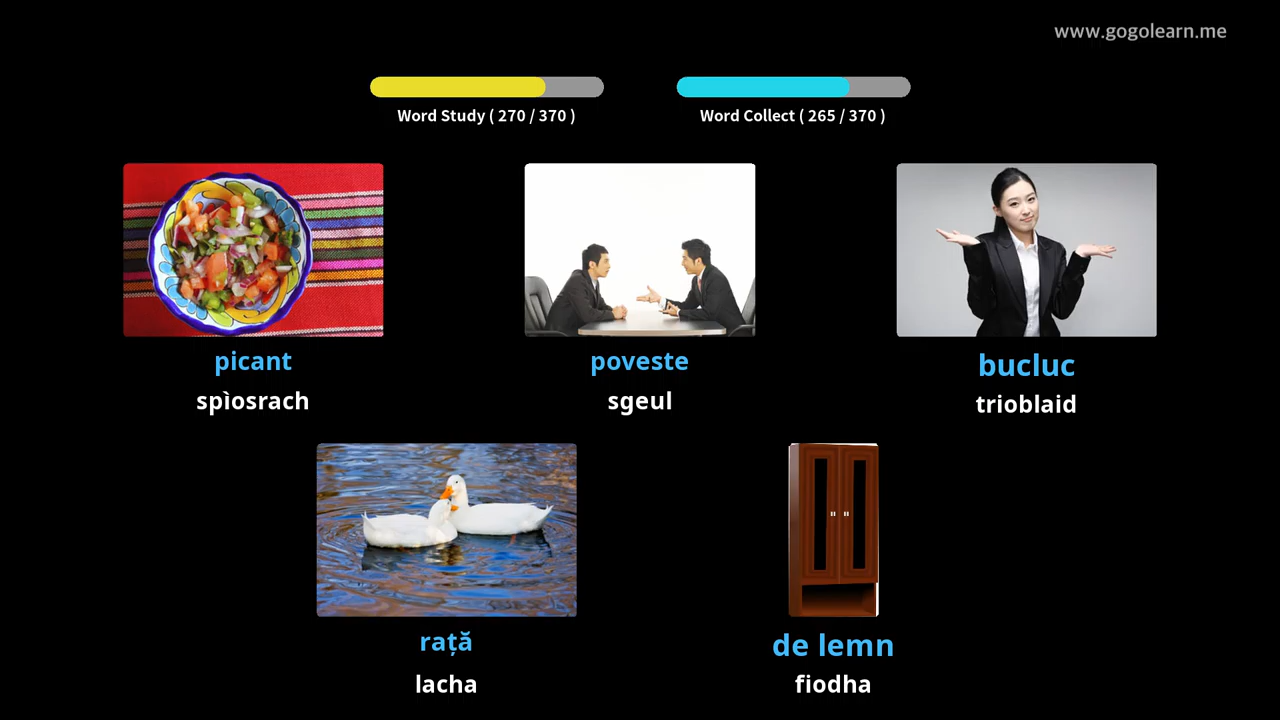 www.gogolearn.me
Word Study ( 270 / 370 )
Word Collect ( 265 / 370 )
picant
spìosrach
poveste
sgeul
bucluc
trioblaid
rață
lacha
de lemn
fiodha